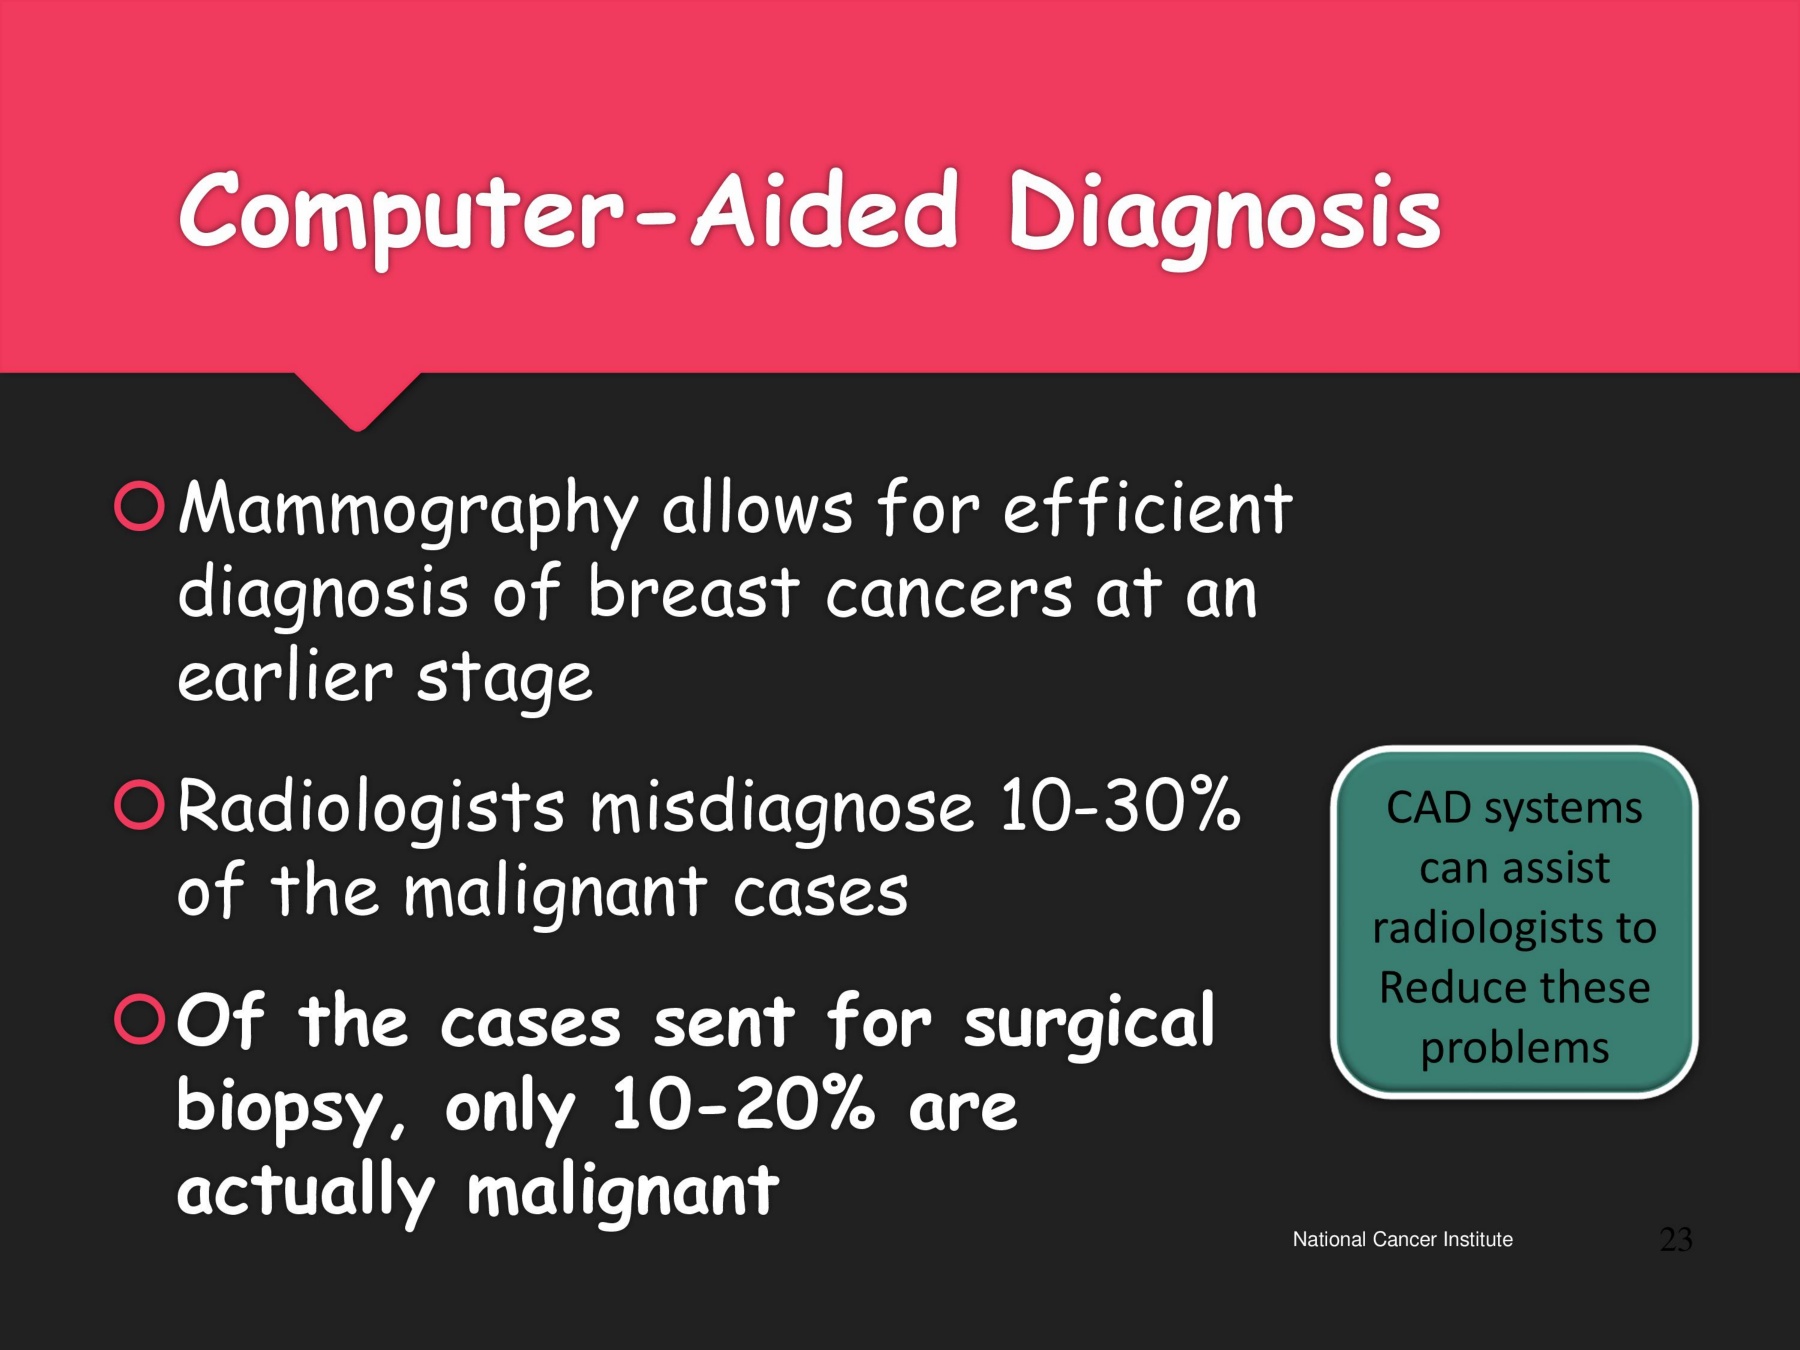 Computer-Aided Diagnosis
Mammography allows for efficient
diagnosis of breast cancers at an
earlier stage
Radiologists misdiagnose 10-30%
of the malignant cases
Of the cases sent for surgical
biopsy, only 10-20% are
actually malignant
CAD systems
can assist
radiologists to
Reduce these
problems
National Cancer Institute
23